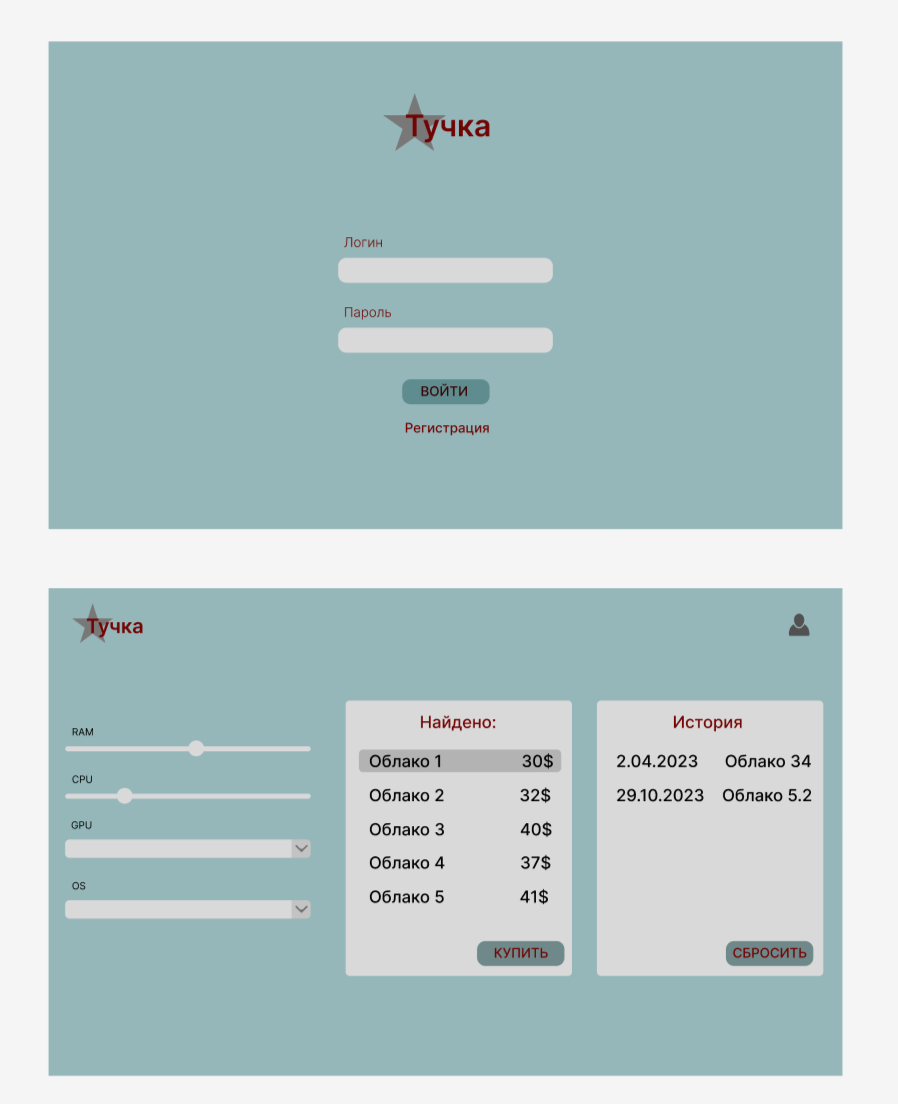 Тучка
Логин
Пароль
ВОЙТИ
Регистрация
Тучка
RAM
CPU
GPU
OS
Найдено:
Облако 1 30$
Облако 2 32$
Облако 3 40$
Облако 4 37$
Облако 5 41$
КУПИТЬ
История
2.04.2023 Облако 34
29.10.2023 Облако 5.2
СБРОСИТЬ